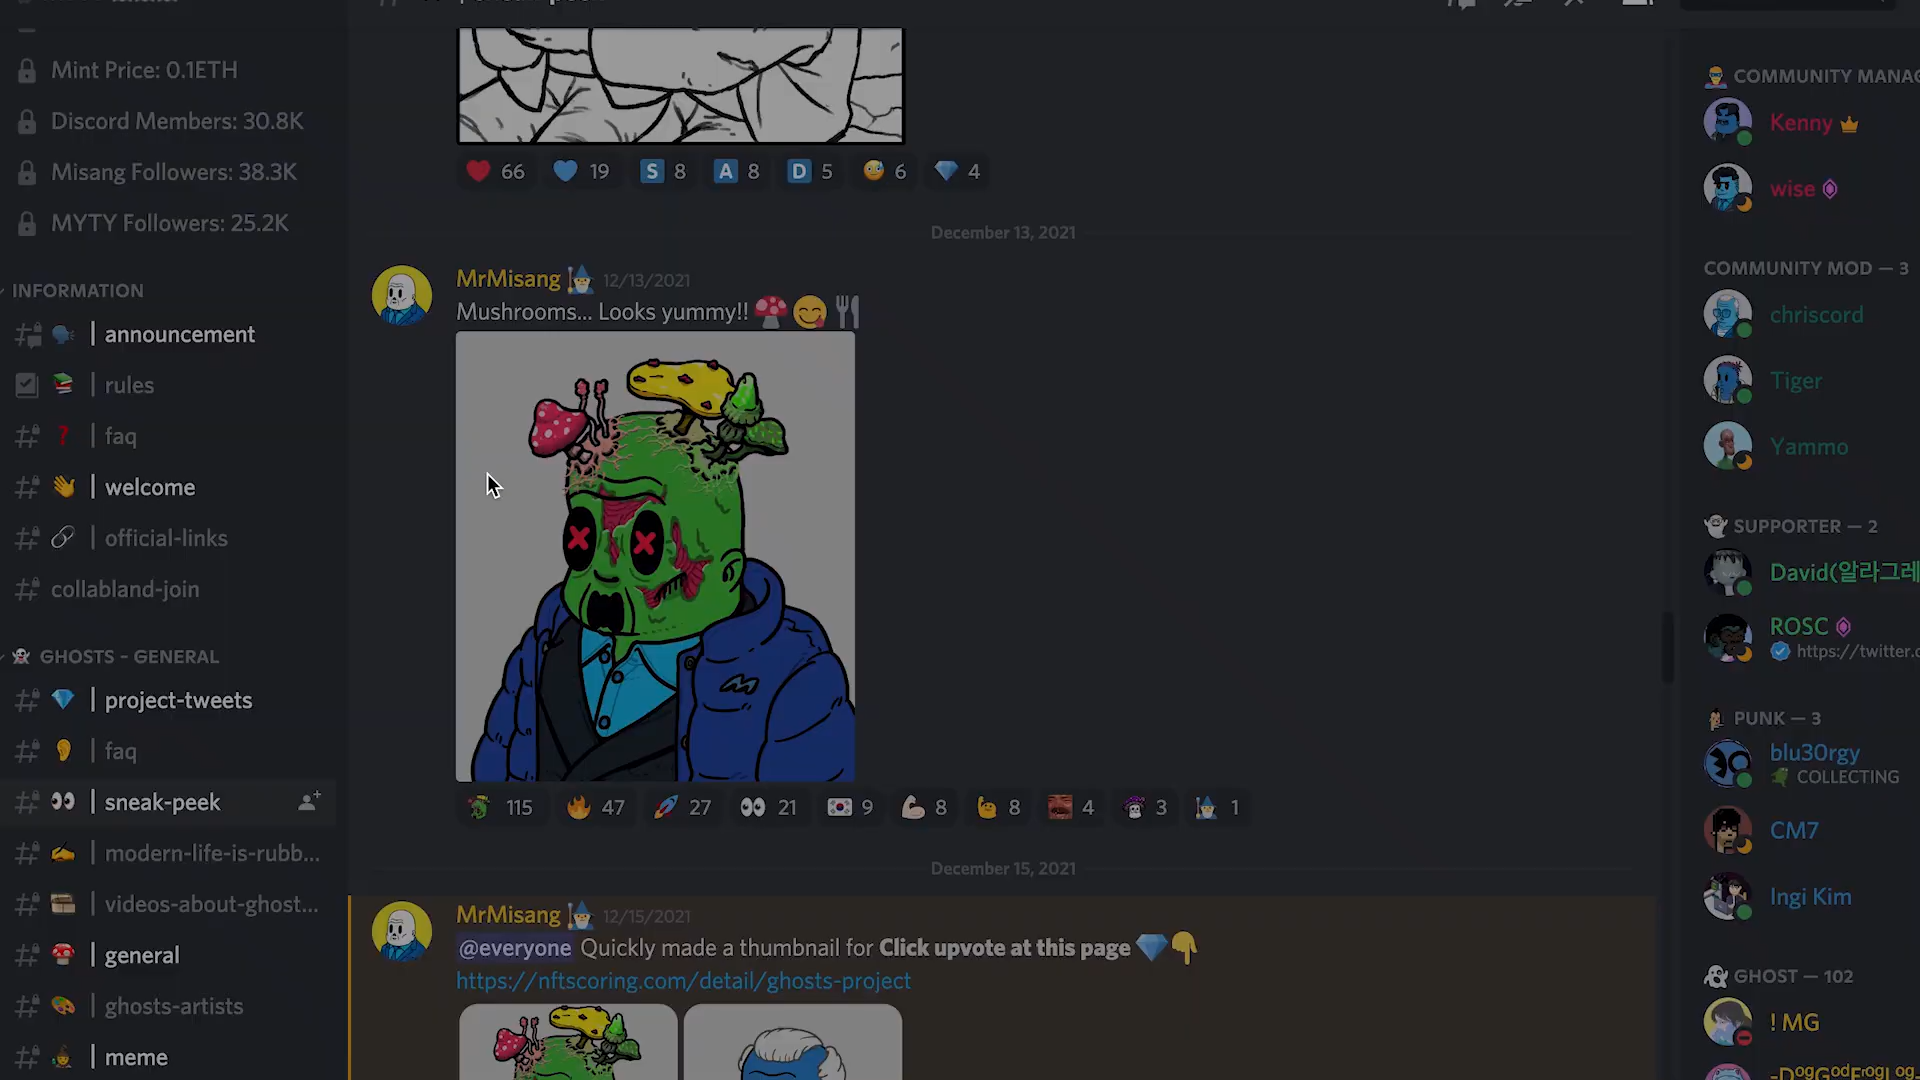 Mint Price: 0.1ETH
Discord Members: 30.8K
Misang Followers: 38.3K
MYTY Followers: 25.2K
INFORMATION
announcement
rules
faq
welcome
official-links
collabland-join
GHOSTS - GENERAL
project-tweets
faq
sneak-peek
modern-life-is-rubb...
videos-about-ghost...
general
ghosts-artists
meme
66 19 S 8 A 8 D 5 6 4
December 13, 2021
MrMisang 12/13/2021
Mushrooms... Looks yummy!!
115 47 27 21 9 8 8 4 3 1
December 15, 2021
MrMisang 12/15/2021
@everyone Quickly made a thumbnail for Click upvote at this page
https://nftscoring.com/detail/ghosts-project
COMMUNITY MANAG
Kenny
wise
COMMUNITY MOD — 3
chriscord
Tiger
Yammo
SUPPORTER — 2
David(알라그레
ROSC
https://twitter.c
PUNK — 3
blu30rgy
COLLECTING
CM7
Ingi Kim
GHOST — 102
! MG